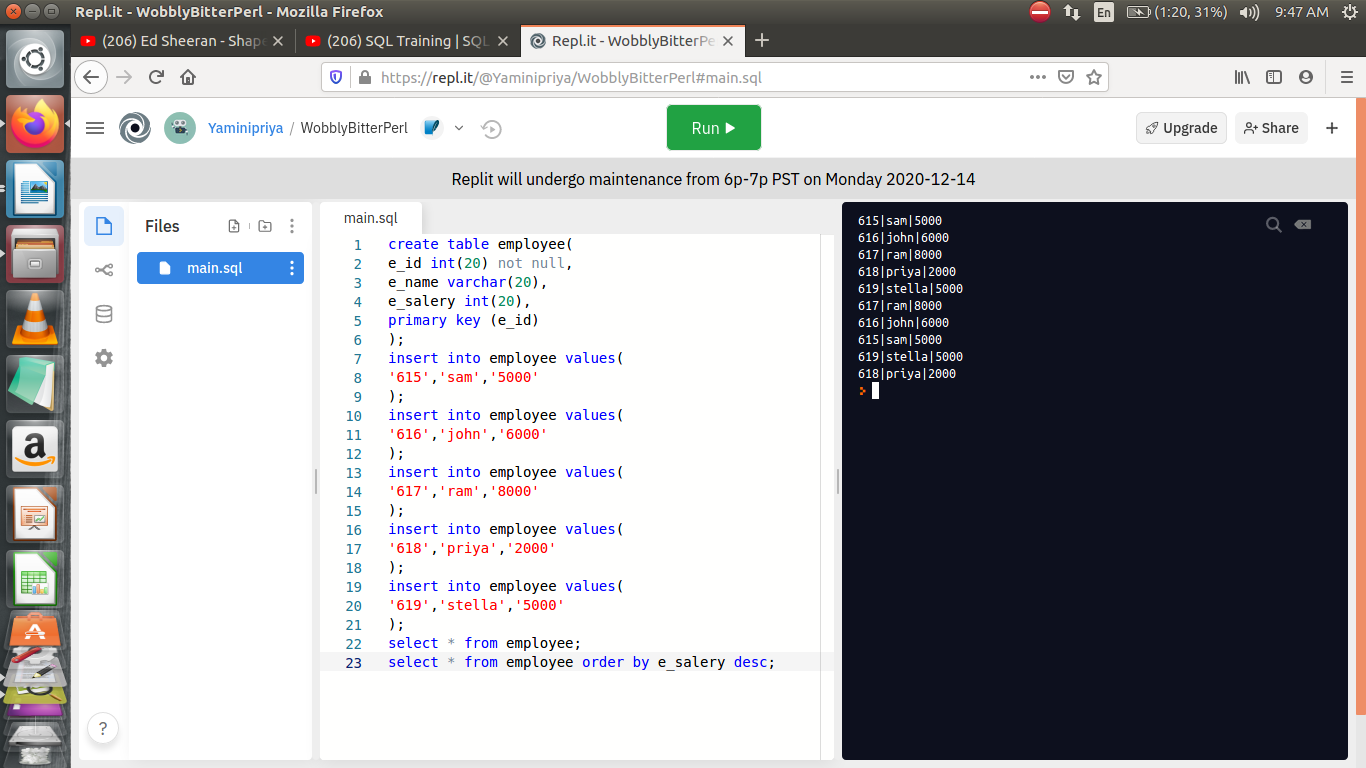 Repl.it - WobblyBitterPerl - Mozilla Firefox
En
(1:20, 31%)
9:47 AM
(206) Ed Sheeran - Shape
(206) SQL Training | SQL
Repl.it - WobblyBitterPe
https://repl.it/@Yaminipriya/WobblyBitterPerl#main.sql
Yaminipriya / WobblyBitterPerl
Run
Upgrade
Share
Replit will undergo maintenance from 6p-7p PST on Monday 2020-12-14
Files
main.sql
main.sql
1 create table employee(
2 e_id int(20) not null,
3 e_name varchar(20),
4 e_salery int(20),
5 primary key (e_id)
6 );
7 insert into employee values(
8 '615','sam','5000'
9 );
10 insert into employee values(
11 '616','john','6000'
12 );
13 insert into employee values(
14 '617','ram','8000'
15 );
16 insert into employee values(
17 '618','priya','2000'
18 );
19 insert into employee values(
20 '619','stella','5000'
21 );
22 select * from employee;
23 select * from employee order by e_salery desc;
615|sam|5000
616|john|6000
617|ram|8000
618|priya|2000
619|stella|5000
617|ram|8000
616|john|6000
615|sam|5000
619|stella|5000
618|priya|2000
>
?